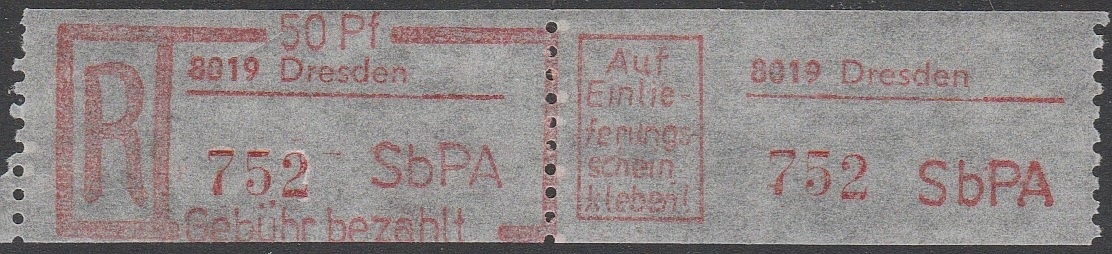 50 Pf
R
8019 Dresden
752 SbPA
Gebühr bezahlt
Auf
Einlie-
ferungs-
schein
kleben!
8019 Dresden
752 SbPA